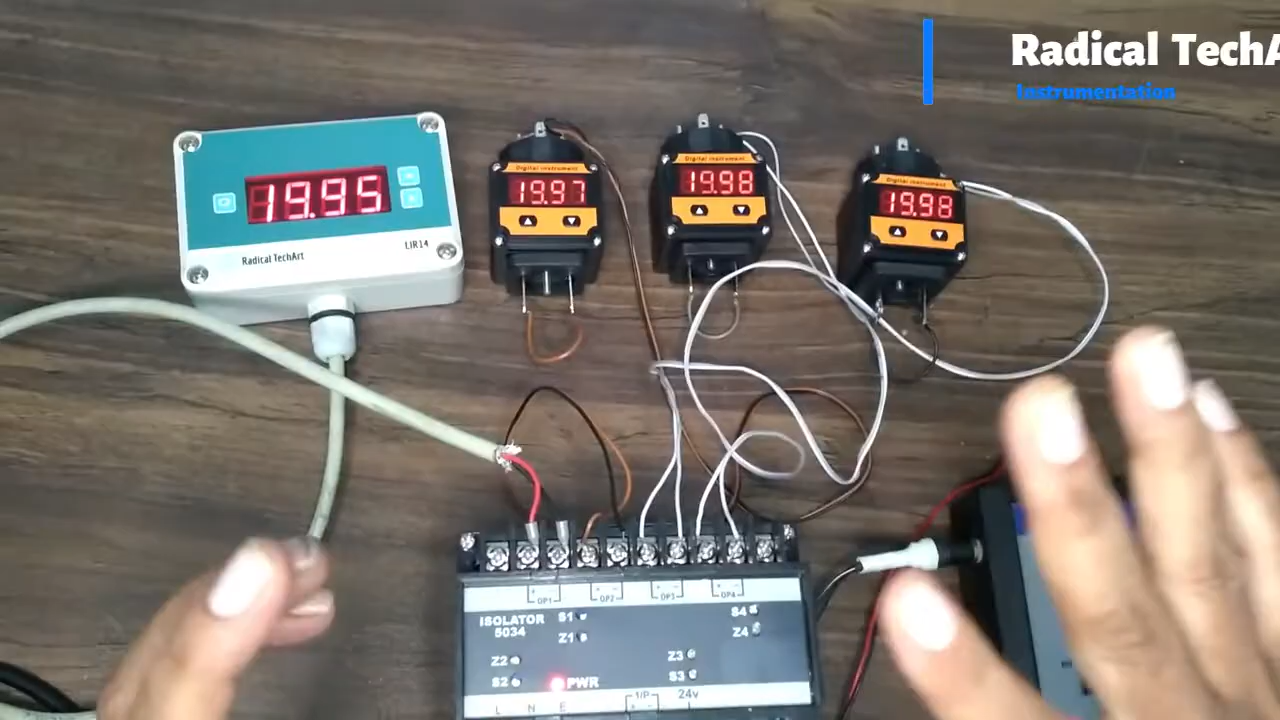 Radical TechA
Instrumentation
19.95
Radical TechArt
LIR14
Digital instrument
19.97
Digital instrument
19.98
Digital instrument
19.98
OP1
OP2
OP3
OP4
ISOLATOR
5034
S1
Z1
Z2
S2
PWR
S4
Z4
Z3
S3
L N E
I/P
24v